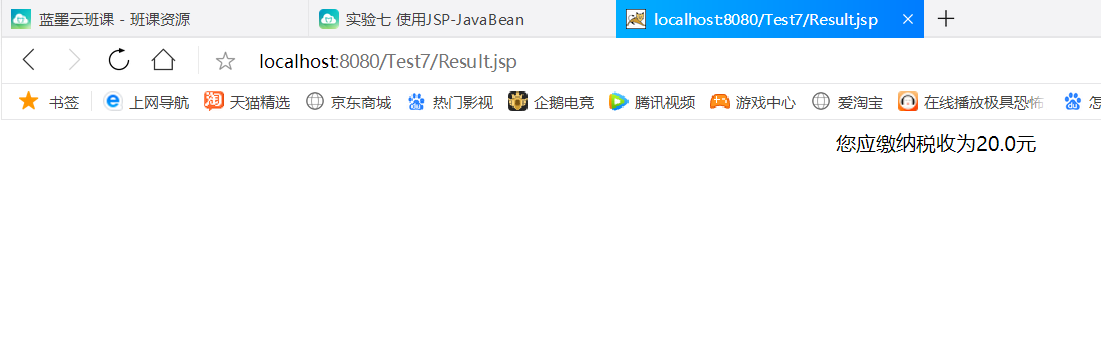 蓝墨云班课 - 班课资源 实验七 使用JSP-JavaBean localhost:8080/Test7/Result.jsp
localhost:8080/Test7/Result.jsp
书签 上网导航 天猫精选 京东商城 热门影视 企鹅电竞 腾讯视频 游戏中心 爱淘宝 在线播放极具恐怖 怎
您应缴纳税收为20.0元